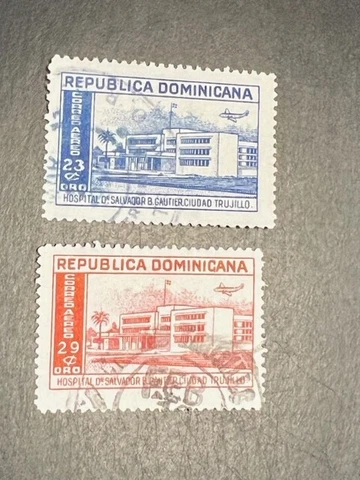 REPUBLICA DOMINICANA
CORREO AEREO
23 ¢
ORO
HOSPITAL Dr. SALVADOR B. GAUTIER. CIUDAD TRUJILLO.
REPUBLICA DOMINICANA
CORREO AEREO
29 ¢
ORO
HOSPITAL Dr. SALVADOR B. GAUTIER. CIUDAD TRUJILLO.
FEB